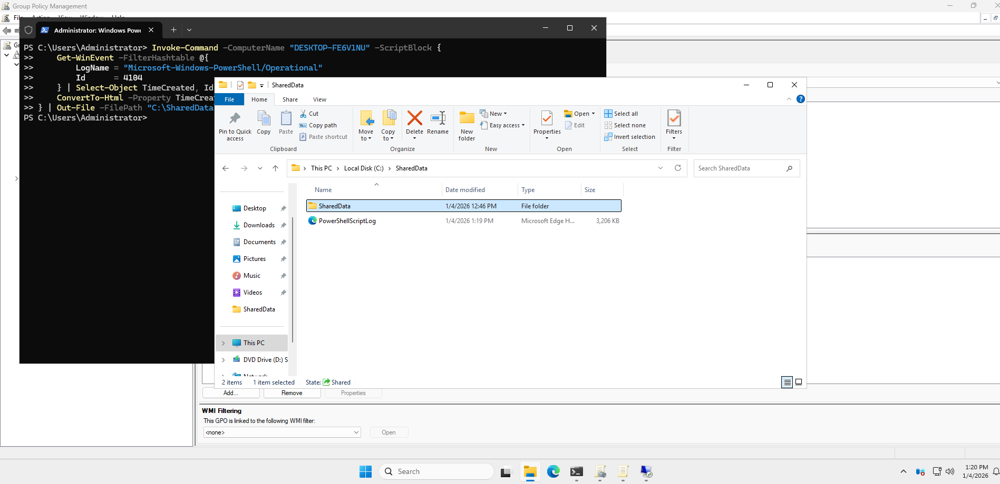 Group Policy Management
File Action View Window Help
Administrator: Windows Powe
PS C:\Users\Administrator> Invoke-Command -ComputerName "DESKTOP-FE6V1NU" -ScriptBlock {
>> Get-WinEvent -FilterHashtable @{
>> LogName = "Microsoft-Windows-PowerShell/Operational"
>> Id = 4104
>> } | Select-Object TimeCreated, Id
>> ConvertTo-Html -Property TimeCrea
>> } | Out-File -FilePath "C:\SharedData
PS C:\Users\Administrator>
SharedData
File Home Share View
Pin to Quick access
Copy
Paste
Cut
Copy path
Paste shortcut
Clipboard
Move to
Copy to
Delete
Rename
Organize
New folder
New
Easy access
New
Properties
Open
Edit
Open
Select all
Select none
Invert selection
Select
Filters
Filter
This PC > Local Disk (C:) > SharedData
Search SharedData
Name Date modified Type Size
SharedData 1/4/2026 12:46 PM File folder
PowerShellScriptLog 1/4/2026 1:19 PM Microsoft Edge H... 3,206 KB
Desktop
Downloads
Documents
Pictures
Music
Videos
SharedData
This PC
DVD Drive (D:) S
Network
2 items 1 item selected State: Shared
Add... Remove Properties
WMI Filtering
This GPO is linked to the following WMI filter:
<none> Open
Search
1:20 PM
1/4/2026